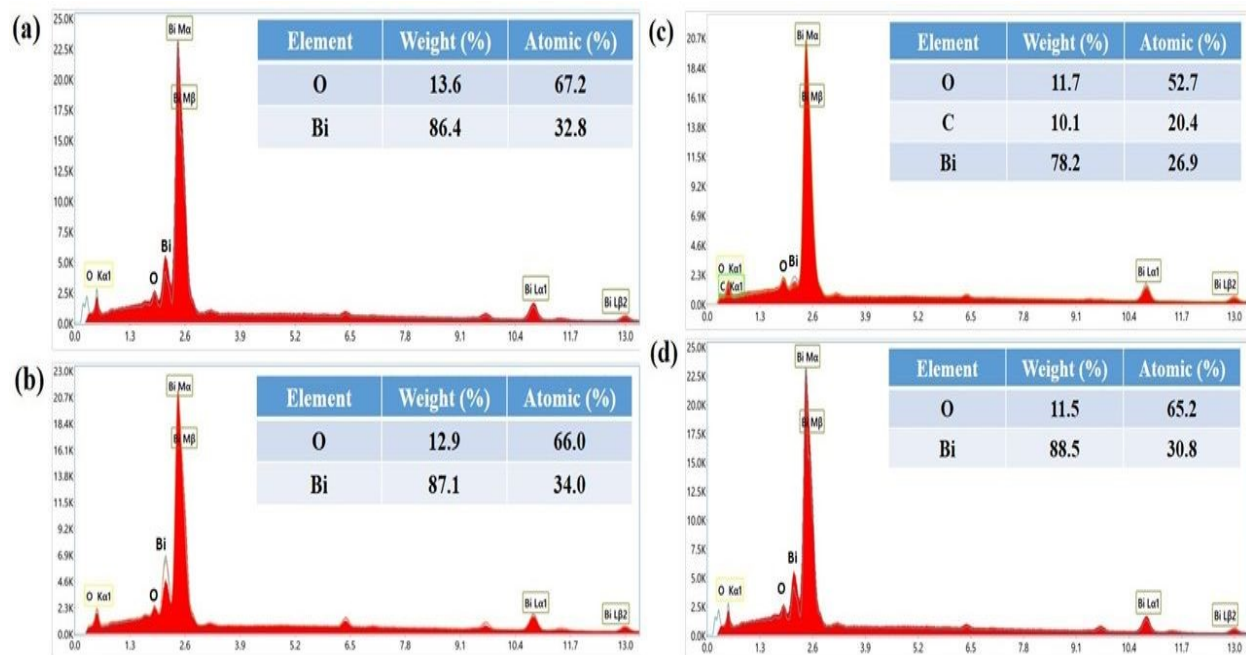 (a)
25.0K
22.5K
20.0K
17.5K
15.0K
12.5K
10.0K
7.5K
5.0K
2.5K
0.0K
Bi Mα
Bi Mβ
O Kα1
O
Bi
Bi Lα1
Bi Lβ2
0.0 1.3 2.6 3.9 5.2 6.5 7.8 9.1 10.4 11.7 13.0
Element Weight (%) Atomic (%)
O 13.6 67.2
Bi 86.4 32.8
(b)
23.0K
20.7K
18.4K
16.1K
13.8K
11.5K
9.2K
6.9K
4.6K
2.3K
0.0K
Bi Mα
Bi Mβ
O Kα1
O
Bi
Bi Lα1
Bi Lβ2
0.0 1.3 2.6 3.9 5.2 6.5 7.8 9.1 10.4 11.7 13.0
Element Weight (%) Atomic (%)
O 12.9 66.0
Bi 87.1 34.0
(c)
20.7K
18.4K
16.1K
13.8K
11.5K
9.2K
6.9K
4.6K
2.3K
0.0K
Bi Mα
Bi Mβ
O Kα1
C Kα1
O
Bi
Bi Lα1
Bi Lβ2
0.0 1.3 2.6 3.9 5.2 6.5 7.8 9.1 10.4 11.7 13.0
Element Weight (%) Atomic (%)
O 11.7 52.7
C 10.1 20.4
Bi 78.2 26.9
(d)
25.0K
22.5K
20.0K
17.5K
15.0K
12.5K
10.0K
7.5K
5.0K
2.5K
0.0K
Bi Mα
Bi Mβ
O Kα1
O
Bi
Bi Lα1
Bi Lβ2
0.0 1.3 2.6 3.9 5.2 6.5 7.8 9.1 10.4 11.7 13.0
Element Weight (%) Atomic (%)
O 11.5 65.2
Bi 88.5 30.8